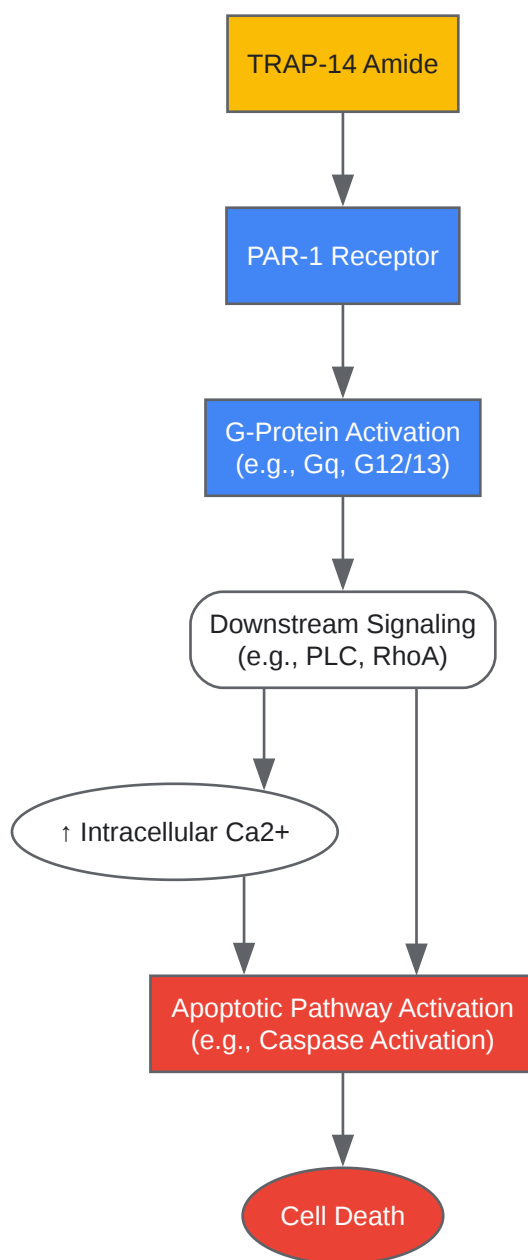 TRAP-14 Amide
PAR-1 Receptor
G-Protein Activation
(e.g., Gq, G12/13)
Downstream Signaling
(e.g., PLC, RhoA)
↑ Intracellular Ca2+
Apoptotic Pathway Activation
(e.g., Caspase Activation)
Cell Death